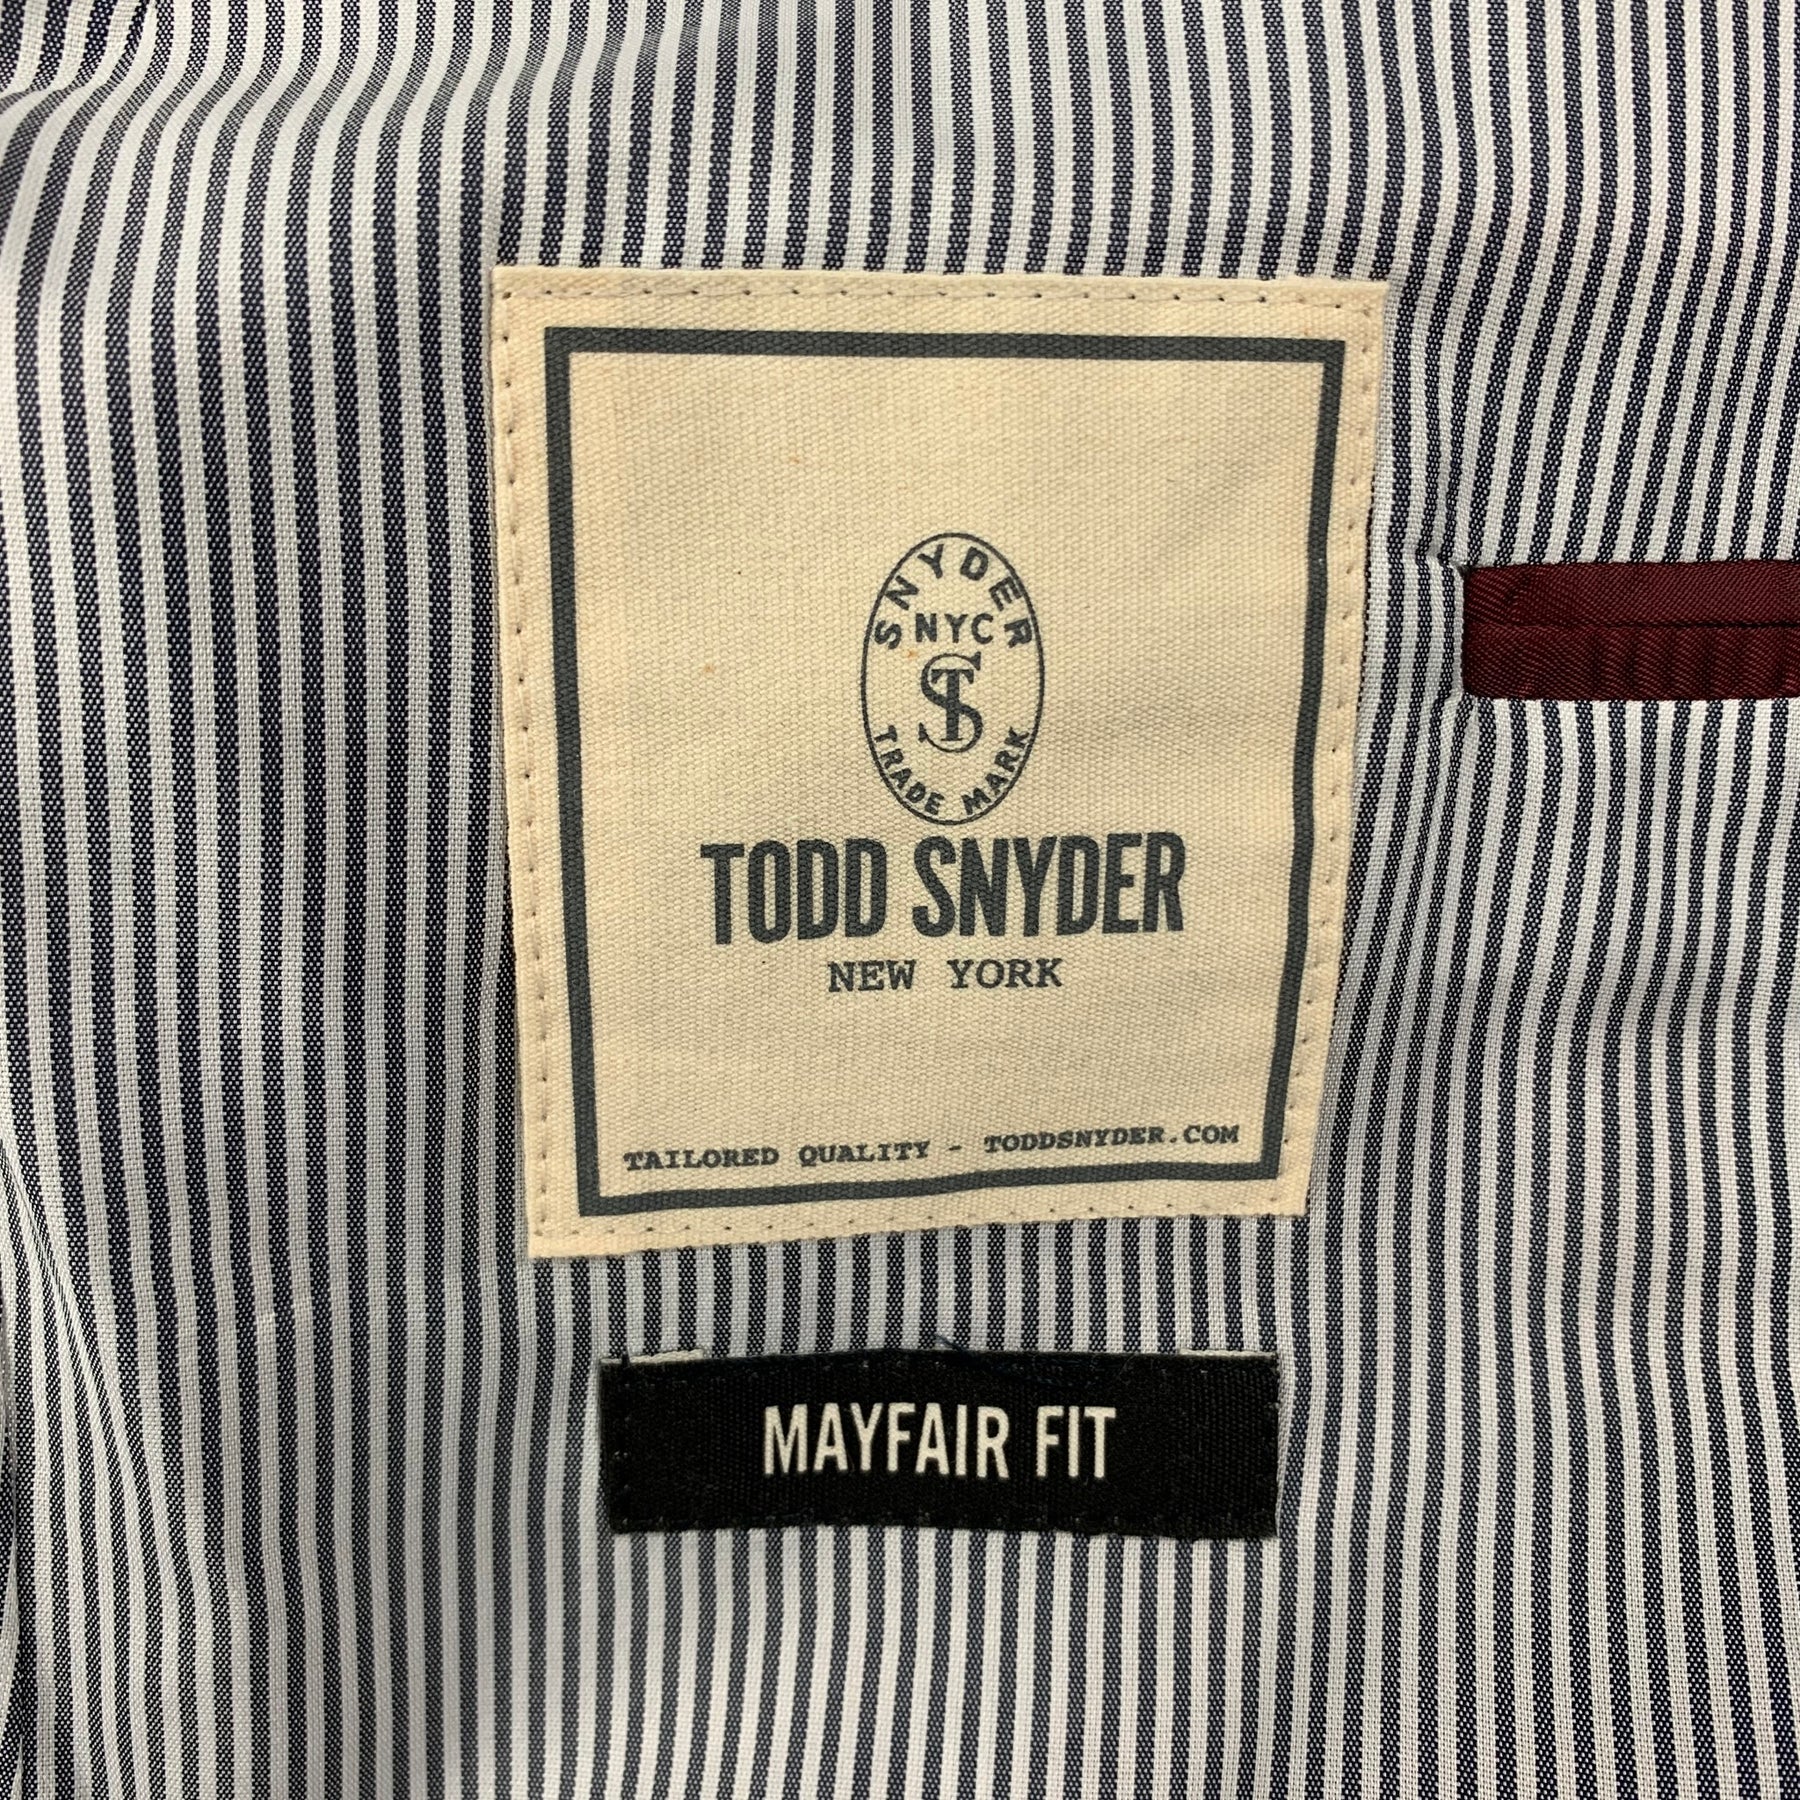 SNYDER
NYC
TS
TRADE MARK
TODD SNYDER
NEW YORK
TAILORED QUALITY - TODDSNYDER.COM
MAYFAIR FIT